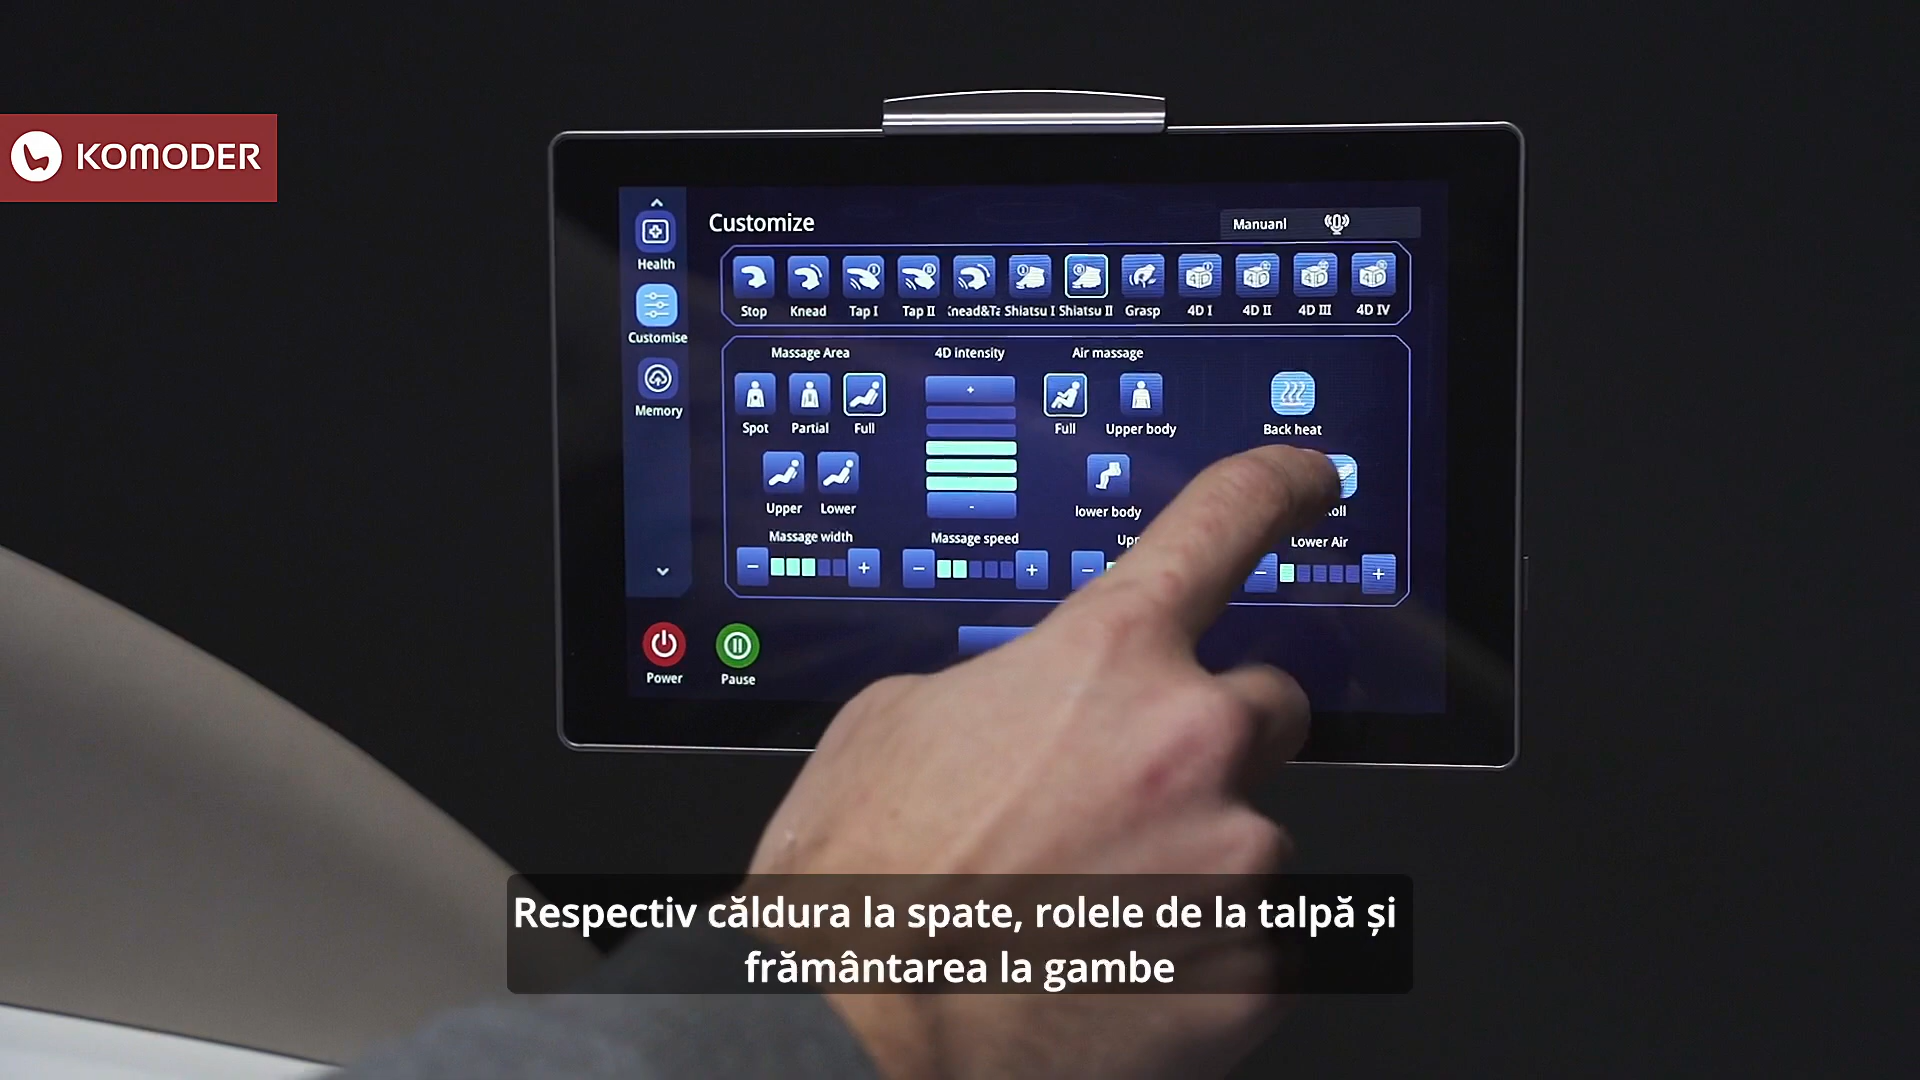 KOMODER
Customize
Manuanl
Health
Customise
Memory
Stop Knead Tap I Tap II Knead&Ta Shiatsu I Shiatsu II Grasp 4D I 4D II 4D III 4D IV
Massage Area 4D intensity Air massage
+
Spot Partial Full Full Upper body Back heat
Upper Lower - lower body
Massage width Massage speed Lower Air
- + - + - - +
Power Pause
Respectiv căldura la spate, rolele de la talpă și
frământarea la gambe